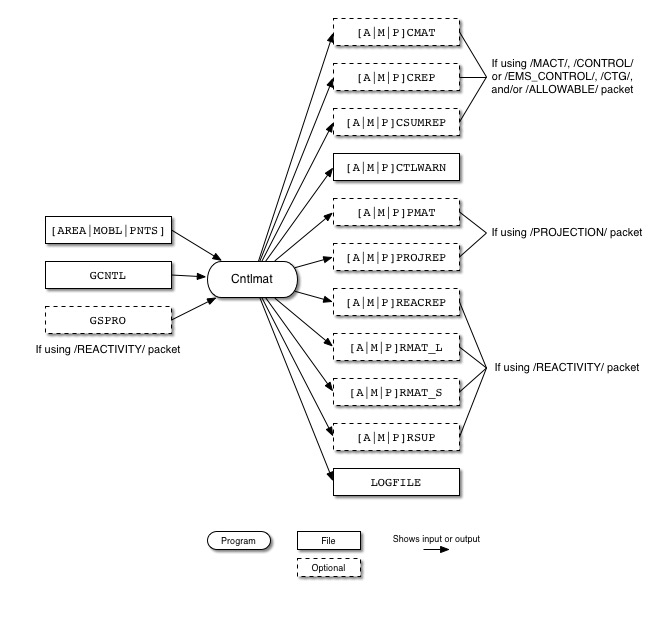 [A|M|P]CMAT
[A|M|P]CREP
[A|M|P]CSUMREP
If using /MACT/, /CONTROL/
or /EMS_CONTROL/, /CTG/,
and/or /ALLOWABLE/ packet
[A|M|P]CTLWARN
[A|M|P]PMAT
[A|M|P]PROJREP
If using /PROJECTION/ packet
[AREA|MOBL|PNTS]
GCNTL
GSPRO
If using /REACTIVITY/ packet
Cntlmat
[A|M|P]REACREP
[A|M|P]RMAT_L
[A|M|P]RMAT_S
[A|M|P]RSUP
If using /REACTIVITY/ packet
LOGFILE
Program
File
Shows input or output
Optional